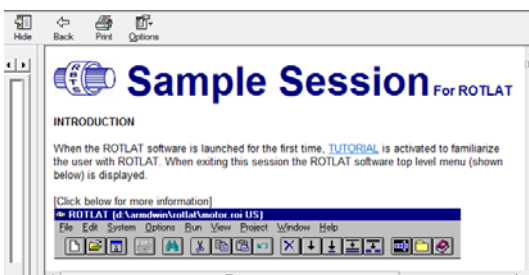 Hide Back Print Options
RBTS
Sample Session For ROTLAT
INTRODUCTION
When the ROTLAT software is launched for the first time, TUTORIAL is activated to familiarize
the user with ROTLAT. When exiting this session the ROTLAT software top level menu (shown
below) is displayed.
[Click below for more information]
ROTLAT [d:\armdwin\rotlat\motor.roi US]
File Edit System Options Run View Project Window Help